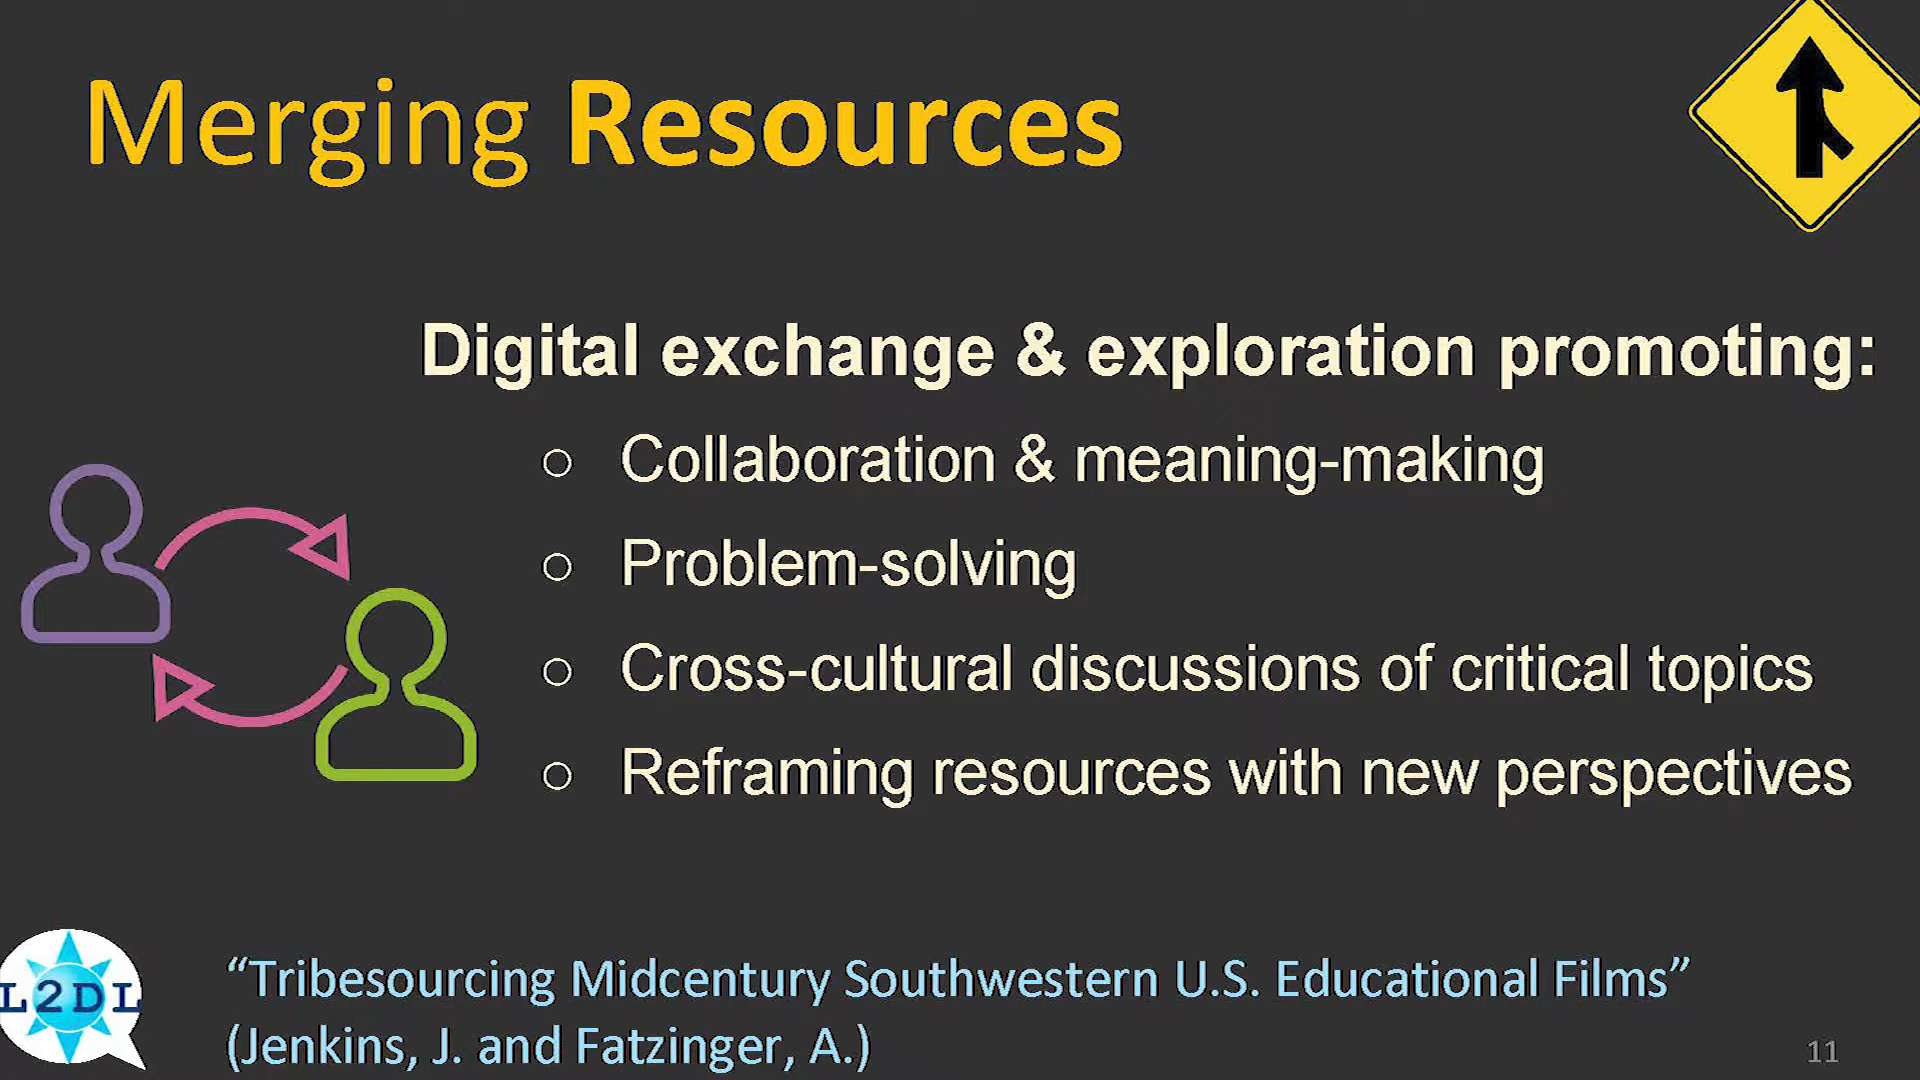 Merging Resources
Digital exchange & exploration promoting:
○ Collaboration & meaning-making
○ Problem-solving
○ Cross-cultural discussions of critical topics
○ Reframing resources with new perspectives
L2DL
“Tribesourcing Midcentury Southwestern U.S. Educational Films”
(Jenkins, J. and Fatzinger, A.)
11